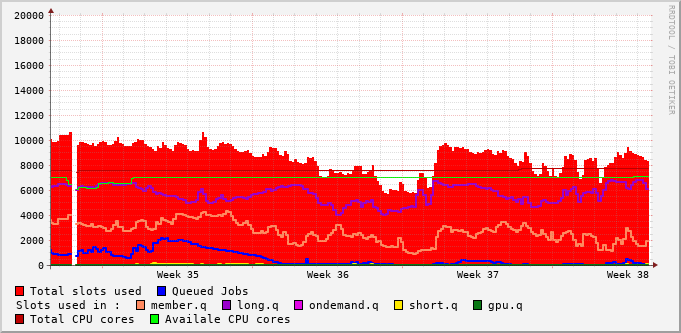 RRDTOOL / TOBI OETIKER
20000
18000
16000
14000
12000
10000
8000
6000
4000
2000
0
Week 35 Week 36 Week 37 Week 38
Total slots used Queued Jobs
Slots used in : member.q long.q ondemand.q short.q gpu.q
Total CPU cores Availale CPU cores